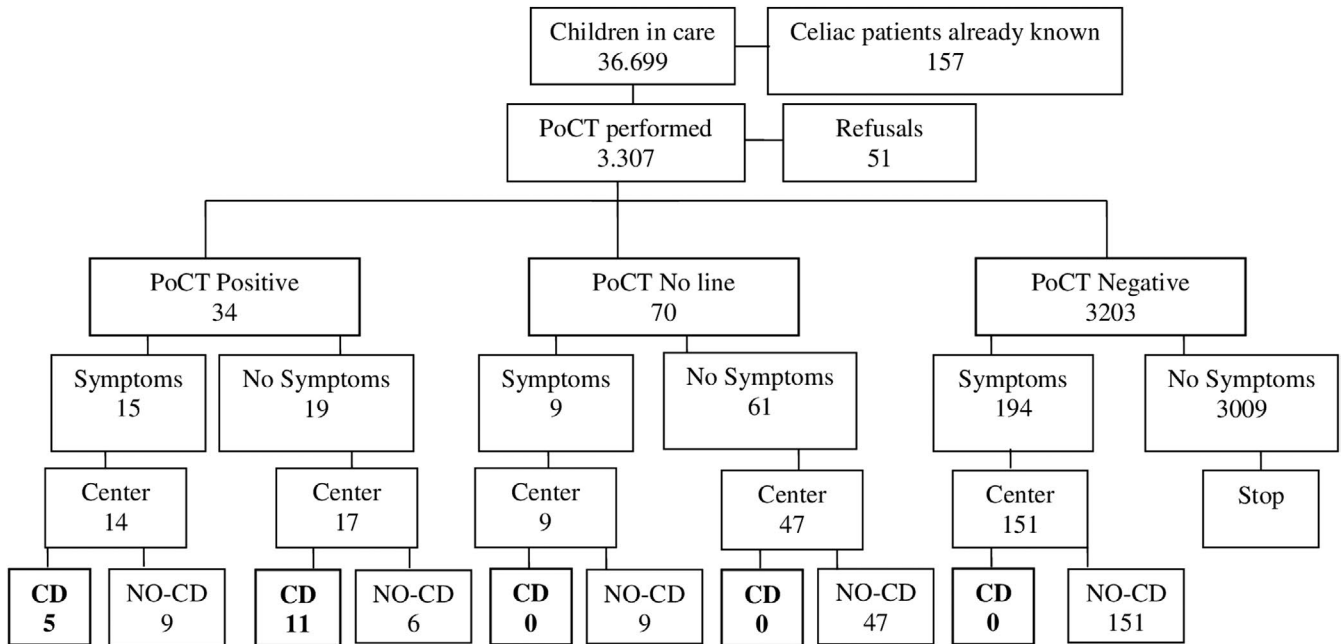 Children in care
36.699
Celiac patients already known
157
PoCT performed
3.307
Refusals
51
PoCT Positive
34
PoCT No line
70
PoCT Negative
3203
Symptoms
15
No Symptoms
19
Symptoms
9
No Symptoms
61
Symptoms
194
No Symptoms
3009
Center
14
Center
17
Center
9
Center
47
Center
151
Stop
CD
5
NO-CD
9
CD
11
NO-CD
6
CD
0
NO-CD
9
CD
0
NO-CD
47
CD
0
NO-CD
151